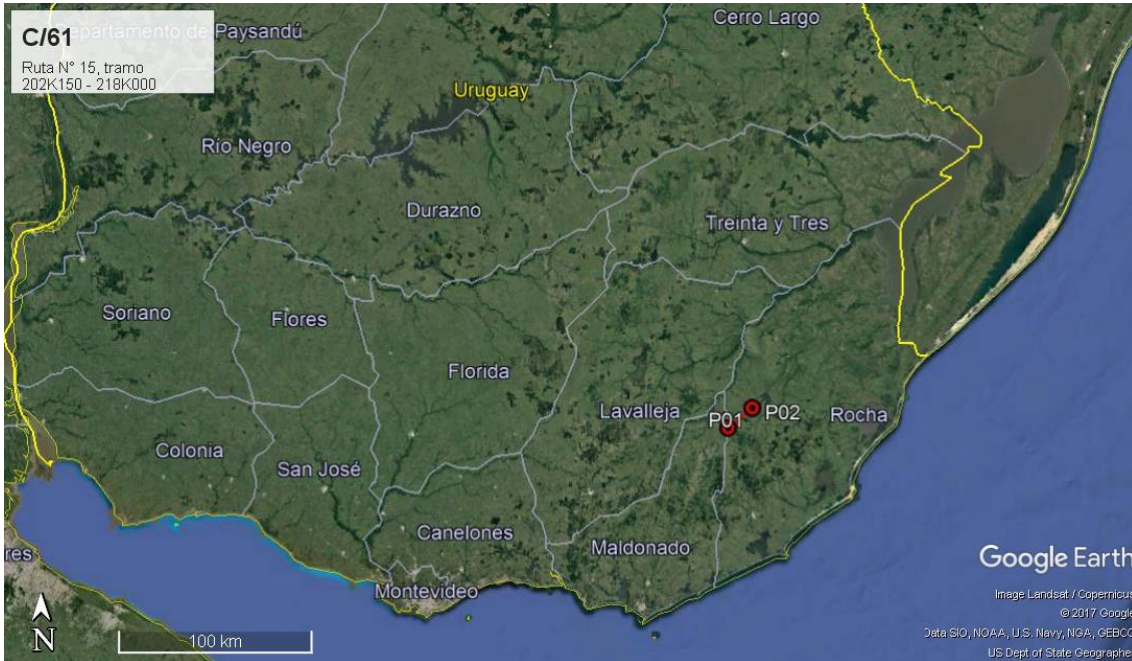 C/61
Departamento de Paysandú
Ruta N° 15, tramo
202K150 - 218K000
Cerro Largo
Uruguay
Río Negro
Durazno
Treinta y Tres
Soriano
Flores
Florida
Lavalleja
P01
P02
Rocha
Colonia
San José
Canelones
Maldonado
Montevideo
res
Google Earth
Image Landsat / Copernicus
© 2017 Google
Data SIO, NOAA, U.S. Navy, NGA, GEBCO
US Dept of State Geographer
N
100 km